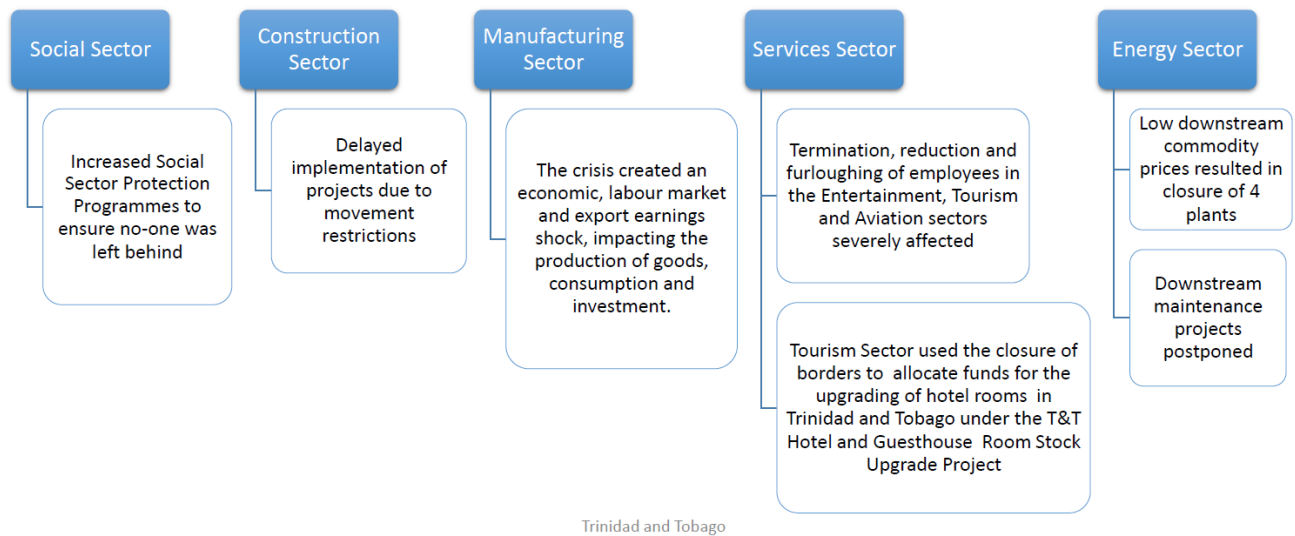 Social Sector
Increased Social
Sector Protection
Programmes to
ensure no-one was
left behind
Construction
Sector
Delayed
implementation of
projects due to
movement
restrictions
Manufacturing
Sector
The crisis created an
economic, labour market
and export earnings
shock, impacting the
production of goods,
consumption and
investment.
Services Sector
Termination, reduction and
furloughing of employees in
the Entertainment, Tourism
and Aviation sectors
severely affected
Tourism Sector used the closure of
borders to allocate funds for the
upgrading of hotel rooms in
Trinidad and Tobago under the T&T
Hotel and Guesthouse Room Stock
Upgrade Project
Energy Sector
Low downstream
commodity
prices resulted in
closure of 4
plants
Downstream
maintenance
projects
postponed
Trinidad and Tobago